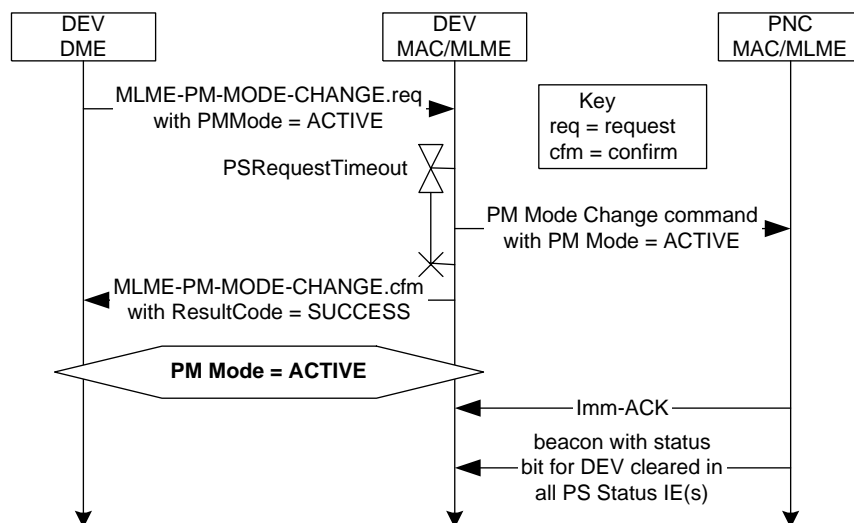 DEV
DME
DEV
MAC/MLME
PNC
MAC/MLME
MLME-PM-MODE-CHANGE.req
with PMMode = ACTIVE
Key
req = request
cfm = confirm
PSRequestTimeout
PM Mode Change command
with PM Mode = ACTIVE
MLME-PM-MODE-CHANGE.cfm
with ResultCode = SUCCESS
PM Mode = ACTIVE
Imm-ACK
beacon with status
bit for DEV cleared in
all PS Status IE(s)